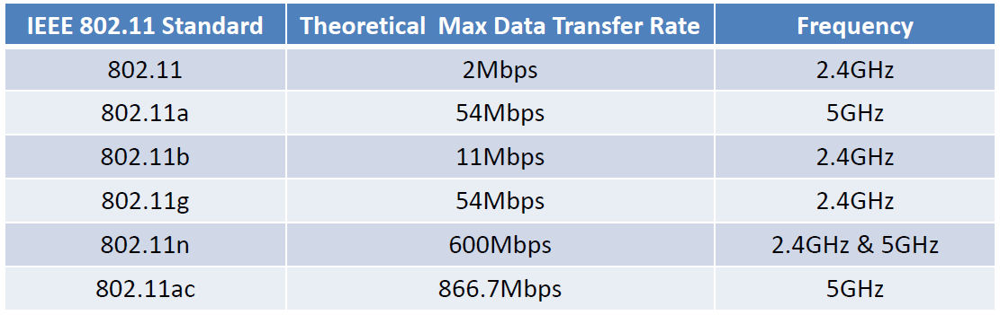 IEEE 802.11 Standard Theoretical  Max Data Transfer Rate Frequency
802.11 2Mbps 2.4GHz
802.11a 54Mbps 5GHz
802.11b 11Mbps 2.4GHz
802.11g 54Mbps 2.4GHz
802.11n 600Mbps 2.4GHz & 5GHz
802.11ac 866.7Mbps 5GHz